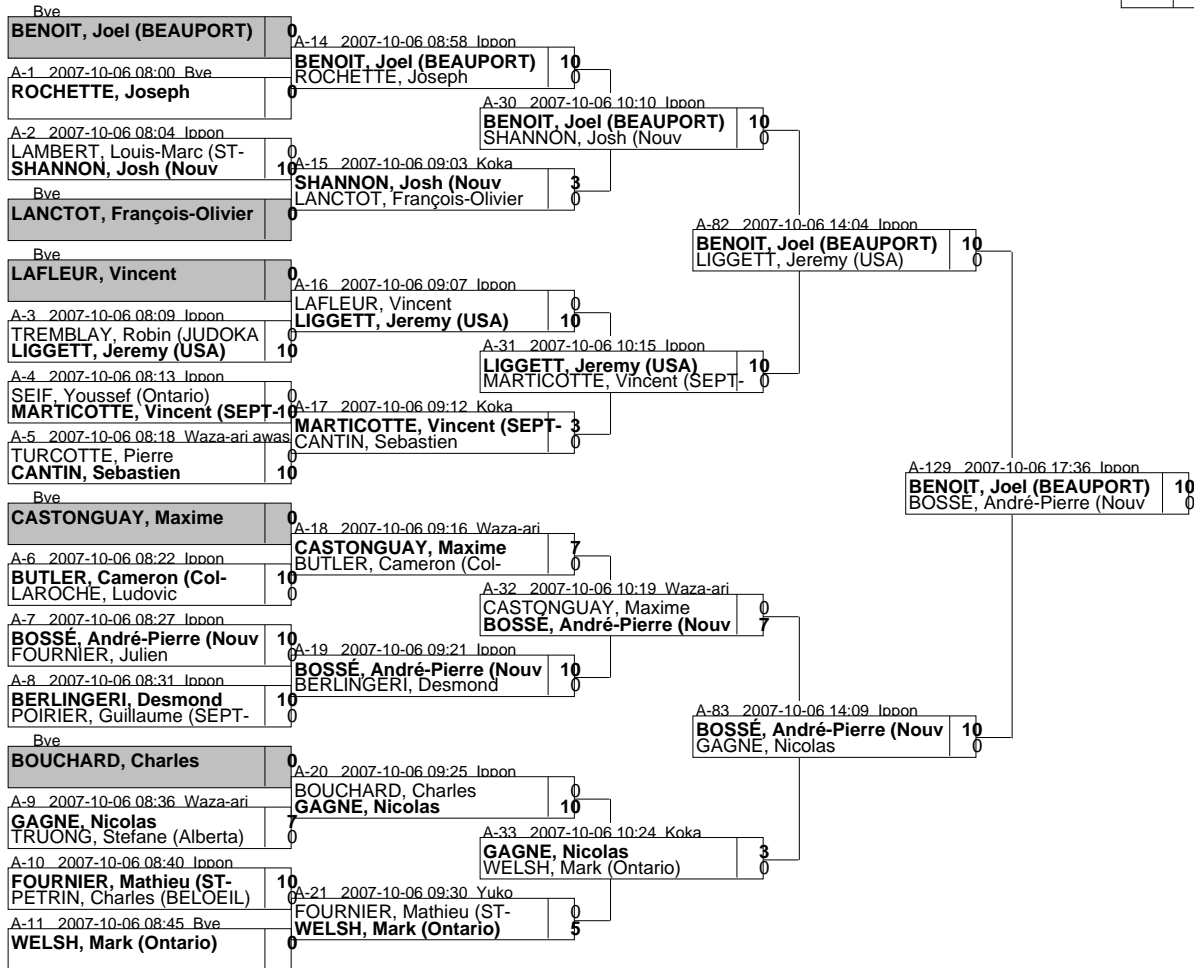 Bye
BENOIT, Joel (BEAUPORT) 0
A-1 2007-10-06 08:00 Bye
ROCHETTE, Joseph 0
A-2 2007-10-06 08:04 Ippon
LAMBERT, Louis-Marc (ST- 0
SHANNON, Josh (Nouv 10
Bye
LANCTOT, François-Olivier 0
Bye
LAFLEUR, Vincent 0
A-3 2007-10-06 08:09 Ippon
TREMBLAY, Robin (JUDOKA 0
LIGGETT, Jeremy (USA) 10
A-4 2007-10-06 08:13 Ippon
SEIF, Youssef (Ontario) 0
MARTICOTTE, Vincent (SEPT- 10
A-5 2007-10-06 08:18 Waza-ari awas
TURCOTTE, Pierre 0
CANTIN, Sebastien 10
Bye
CASTONGUAY, Maxime 0
A-6 2007-10-06 08:22 Ippon
BUTLER, Cameron (Col- 10
LAROCHE, Ludovic 0
A-7 2007-10-06 08:27 Ippon
BOSSÉ, André-Pierre (Nouv 10
FOURNIER, Julien 0
A-8 2007-10-06 08:31 Ippon
BERLINGERI, Desmond 10
POIRIER, Guillaume (SEPT- 0
Bye
BOUCHARD, Charles 0
A-9 2007-10-06 08:36 Waza-ari
GAGNE, Nicolas 7
TRUONG, Stefane (Alberta) 0
A-10 2007-10-06 08:40 Ippon
FOURNIER, Mathieu (ST- 10
PETRIN, Charles (BELOEIL) 0
A-11 2007-10-06 08:45 Bye
WELSH, Mark (Ontario) 0
A-14 2007-10-06 08:58 Ippon
BENOIT, Joel (BEAUPORT) 10
ROCHETTE, Joseph 0
A-15 2007-10-06 09:03 Koka
SHANNON, Josh (Nouv 3
LANCTOT, François-Olivier 0
A-16 2007-10-06 09:07 Ippon
LAFLEUR, Vincent 0
LIGGETT, Jeremy (USA) 10
A-17 2007-10-06 09:12 Koka
MARTICOTTE, Vincent (SEPT- 3
CANTIN, Sebastien 0
A-18 2007-10-06 09:16 Waza-ari
CASTONGUAY, Maxime 7
BUTLER, Cameron (Col- 0
A-19 2007-10-06 09:21 Ippon
BOSSÉ, André-Pierre (Nouv 10
BERLINGERI, Desmond 0
A-20 2007-10-06 09:25 Ippon
BOUCHARD, Charles 0
GAGNE, Nicolas 10
A-21 2007-10-06 09:30 Yuko
FOURNIER, Mathieu (ST- 0
WELSH, Mark (Ontario) 5
A-30 2007-10-06 10:10 Ippon
BENOIT, Joel (BEAUPORT) 10
SHANNON, Josh (Nouv 0
A-31 2007-10-06 10:15 Ippon
LIGGETT, Jeremy (USA) 10
MARTICOTTE, Vincent (SEPT- 0
A-32 2007-10-06 10:19 Waza-ari
CASTONGUAY, Maxime 0
BOSSÉ, André-Pierre (Nouv 7
A-33 2007-10-06 10:24 Koka
GAGNE, Nicolas 3
WELSH, Mark (Ontario) 0
A-82 2007-10-06 14:04 Ippon
BENOIT, Joel (BEAUPORT) 10
LIGGETT, Jeremy (USA) 0
A-83 2007-10-06 14:09 Ippon
BOSSÉ, André-Pierre (Nouv 10
GAGNE, Nicolas 0
A-129 2007-10-06 17:36 Ippon
BENOIT, Joel (BEAUPORT) 10
BOSSÉ, André-Pierre (Nouv 0